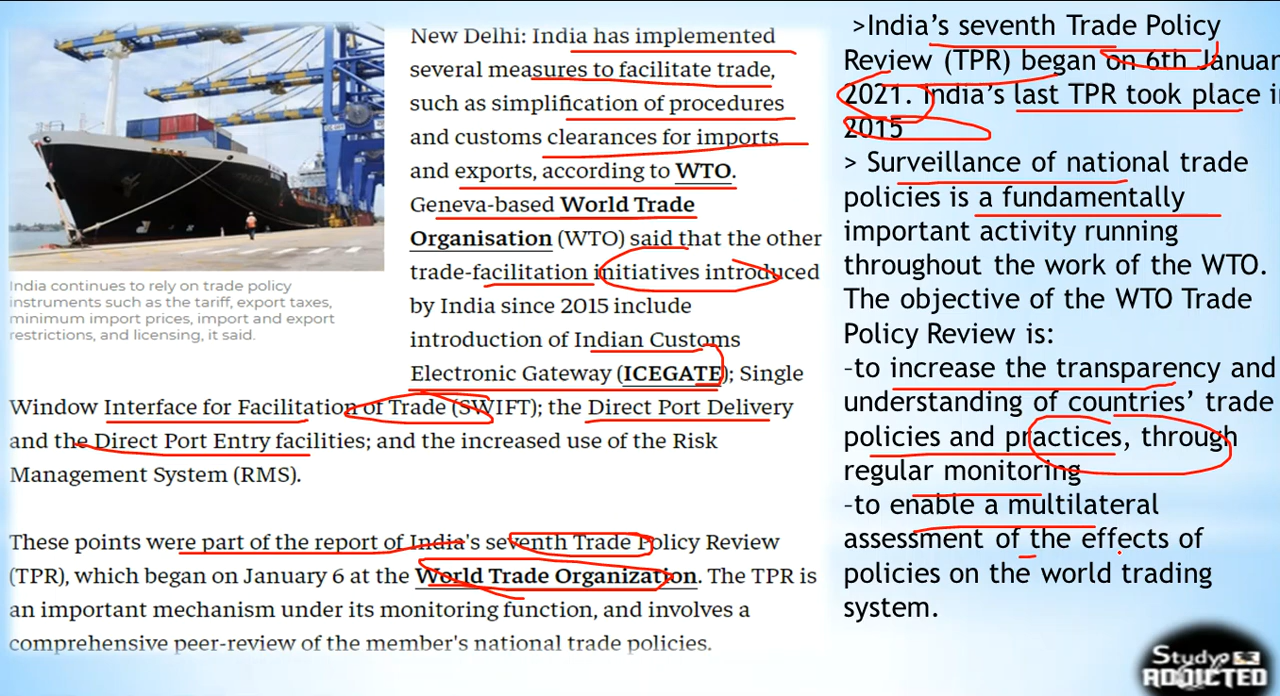 New Delhi: India has implemented
several measures to facilitate trade,
such as simplification of procedures
and customs clearances for imports
and exports, according to WTO.
Geneva-based World Trade
Organisation (WTO) said that the other
trade-facilitation initiatives introduced
by India since 2015 include
introduction of Indian Customs
Electronic Gateway (ICEGATE); Single
Window Interface for Facilitation of Trade (SWIFT); the Direct Port Delivery
and the Direct Port Entry facilities; and the increased use of the Risk
Management System (RMS).
India continues to rely on trade policy
instruments such as the tariff, export taxes,
minimum import prices, import and export
restrictions, and licensing, it said.
These points were part of the report of India's seventh Trade Policy Review
(TPR), which began on January 6 at the World Trade Organization. The TPR is
an important mechanism under its monitoring function, and involves a
comprehensive peer-review of the member's national trade policies.
>India's seventh Trade Policy
Review (TPR) began on 6th Januar
2021. India's last TPR took place i
2015
> Surveillance of national trade
policies is a fundamentally
important activity running
throughout the work of the WTO.
The objective of the WTO Trade
Policy Review is:
-to increase the transparency and
understanding of countries' trade
policies and practices, through
regular monitoring
-to enable a multilateral
assessment of the effects of
policies on the world trading
system.
Study
ADDICTED